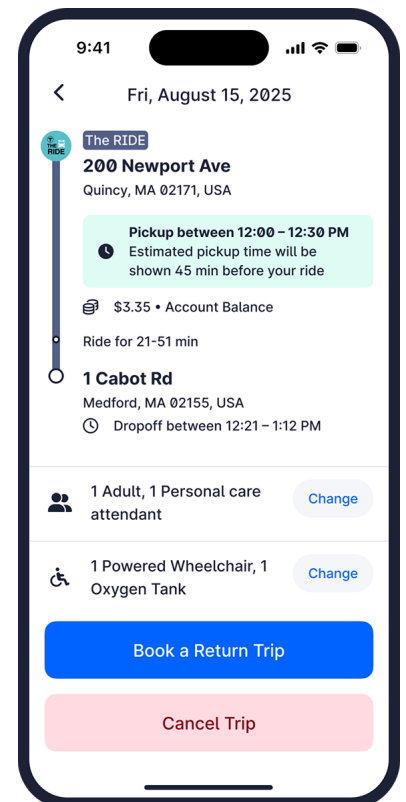 9:41
Fri, August 15, 2025
THE RIDE
The RIDE
200 Newport Ave
Quincy, MA 02171, USA
Pickup between 12:00 – 12:30 PM
Estimated pickup time will be
shown 45 min before your ride
$3.35 • Account Balance
Ride for 21-51 min
1 Cabot Rd
Medford, MA 02155, USA
Dropoff between 12:21 – 1:12 PM
1 Adult, 1 Personal care
attendant
Change
1 Powered Wheelchair, 1
Oxygen Tank
Change
Book a Return Trip
Cancel Trip